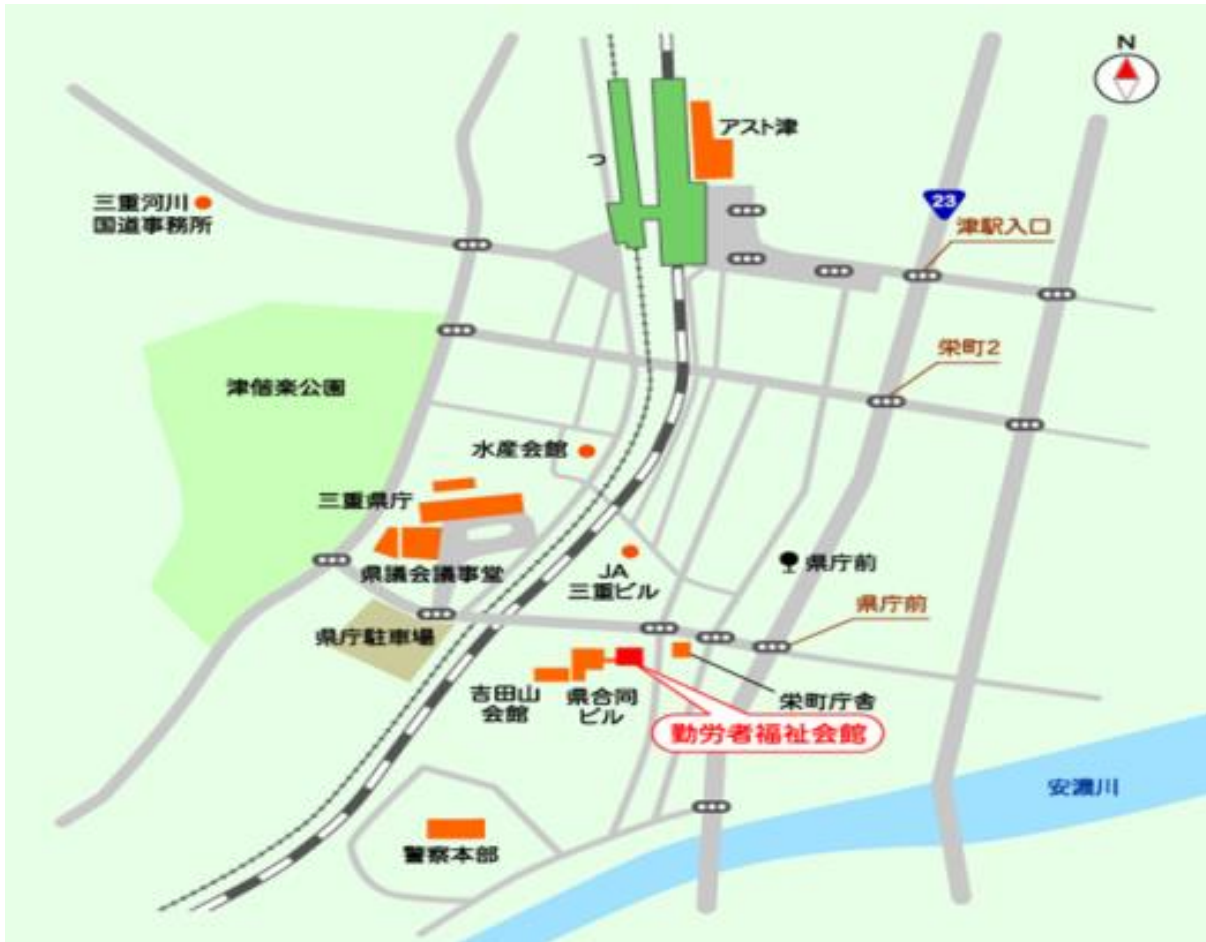 N
アスト津
つ
三重河川
国道事務所
23
津駅入口
栄町2
津偕楽公園
水産会館
三重県庁
県議会議事堂
JA
三重ビル
県庁前
県庁前
県庁駐車場
吉田山
会館
県合同
ビル
栄町庁舎
勤労者福祉会館
安濃川
警察本部